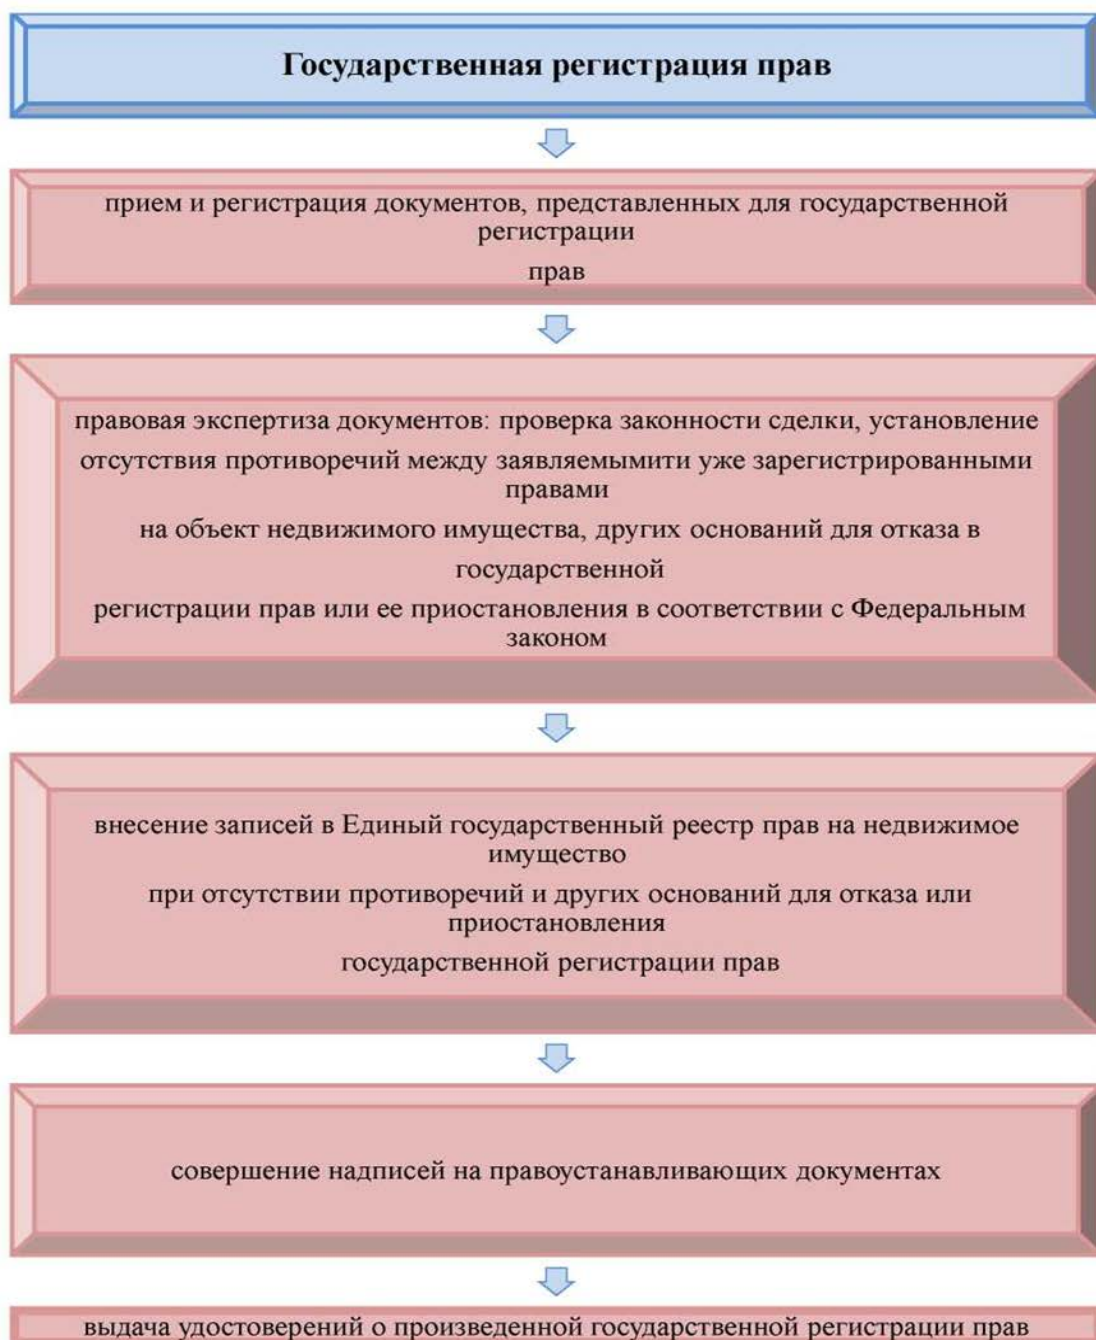 Государственная регистрация прав
прием и регистрация документов, представленных для государственной
регистрации
прав
правовая экспертиза документов: проверка законности сделки, установление
отсутствия противоречий между заявляемымити уже зарегистрированными
правами
на объект недвижимого имущества, других оснований для отказа в
государственной
регистрации прав или ее приостановления в соответствии с Федеральным
законом
внесение записей в Единый государственный реестр прав на недвижимое
имущество
при отсутствии противоречий и других оснований для отказа или
приостановления
государственной регистрации прав
совершение надписей на правоустанавливающих документах
выдача удостоверений о произведенной государственной регистрации прав